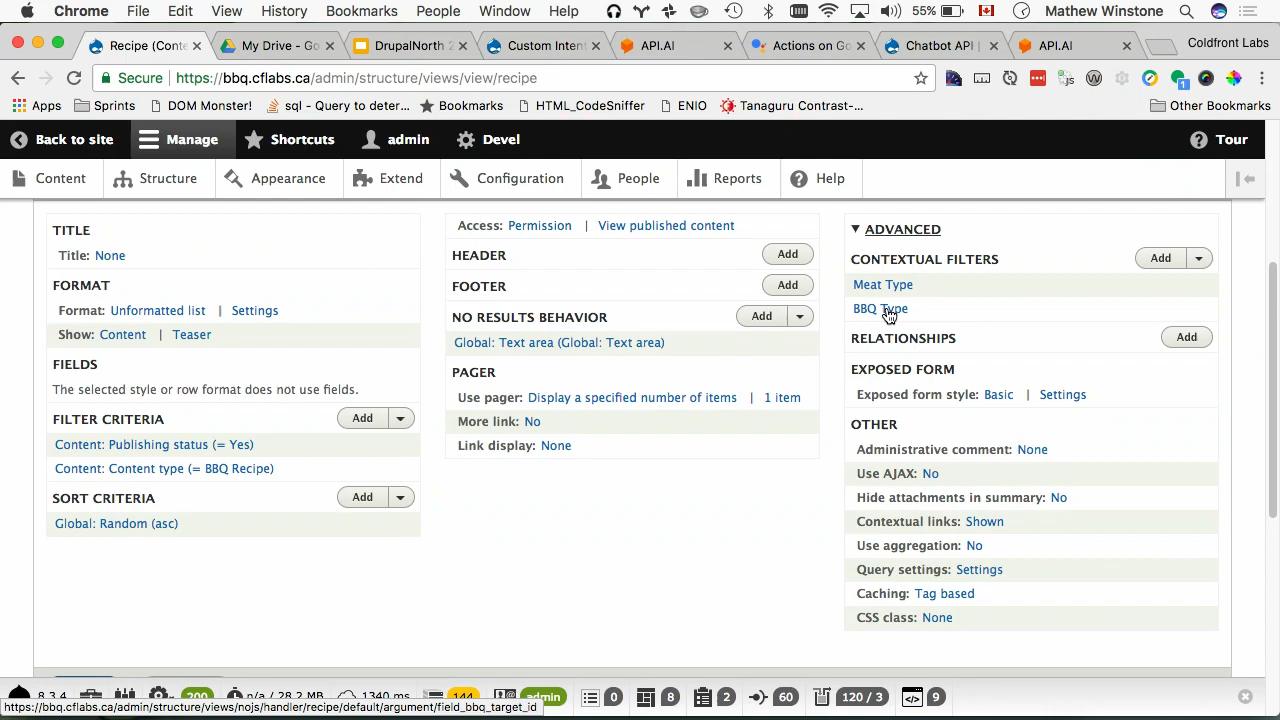 Chrome File Edit View History Bookmarks People Window Help 55% Mathew Winstone
Recipe (Conte × My Drive - Go × DrupalNorth 2 × Custom Inten × API.AI × Actions on Go × Chatbot API | × API.AI × Coldfront Labs
Secure https://bbq.cflabs.ca/admin/structure/views/view/recipe
Apps Sprints DOM Monster! sql - Query to deter... Bookmarks HTML_CodeSniffer ENIO Tanaguru Contrast-... Other Bookmarks
Back to site Manage Shortcuts admin Devel Tour
Content Structure Appearance Extend Configuration People Reports Help
TITLE
Title: None
FORMAT
Format: Unformatted list | Settings
Show: Content | Teaser
FIELDS
The selected style or row format does not use fields.
FILTER CRITERIA Add
Content: Publishing status (= Yes)
Content: Content type (= BBQ Recipe)
SORT CRITERIA Add
Global: Random (asc)
Access: Permission | View published content
HEADER Add
FOOTER Add
NO RESULTS BEHAVIOR Add
Global: Text area (Global: Text area)
PAGER
Use pager: Display a specified number of items | 1 item
More link: No
Link display: None
ADVANCED
CONTEXTUAL FILTERS Add
Meat Type
BBQ Type
RELATIONSHIPS Add
EXPOSED FORM
Exposed form style: Basic | Settings
OTHER
Administrative comment: None
Use AJAX: No
Hide attachments in summary: No
Contextual links: Shown
Use aggregation: No
Query settings: Settings
Caching: Tag based
CSS class: None
8.3.4 200 n/a / 28.2 MB 1340 ms 144 admin 0 8 2 60 120 / 3 9
https://bbq.cflabs.ca/admin/structure/views/nojs/handler/recipe/default/argument/field_bbq_target_id